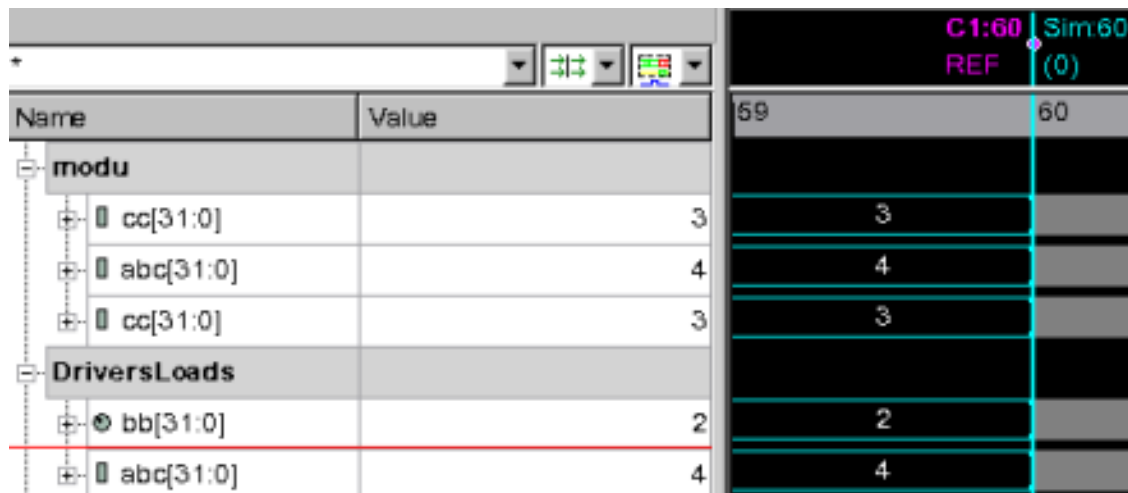 C1:60 Sim:60
* REF (0)
Name Value 59 60
modu
cc[31:0] 3 3
abc[31:0] 4 4
cc[31:0] 3 3
DriversLoads
bb[31:0] 2 2
abc[31:0] 4 4